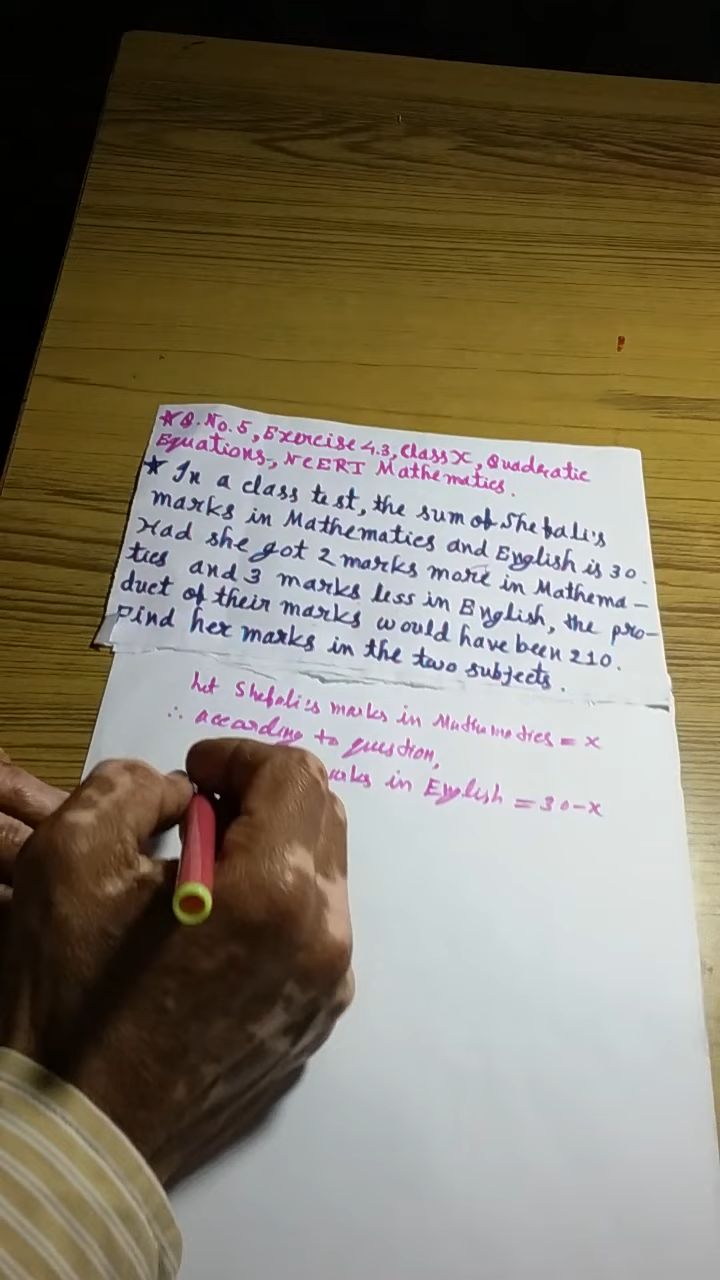 ★Q.No.5, Exercise 4.3, Class X, Quadratic
Equations, NCERT Mathematics.
★ In a class test, the sum of Shefali's
marks in Mathematics and English is 30.
Had she got 2 marks more in Mathema-
tics and 3 marks less in English, the pro-
duct of their marks would have been 210.
Find her marks in the two subjects.
Let Shefali's marks in Mathematics = x
∴ according to question,
marks in English = 30-x